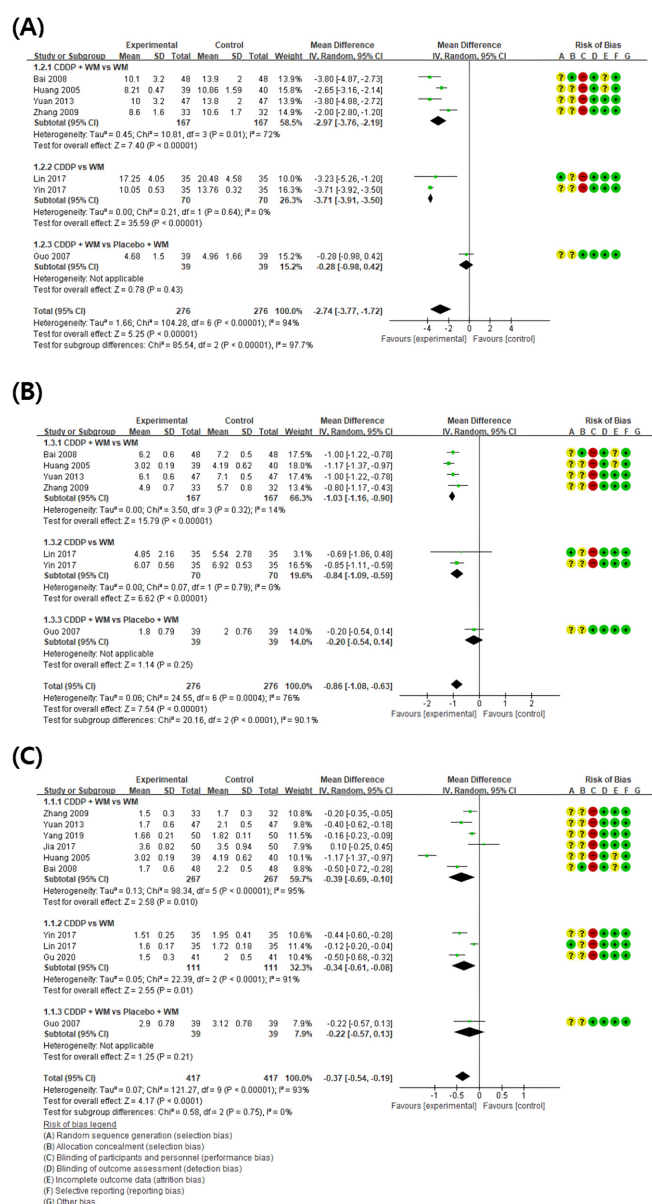 (A)
Experimental Control Mean Difference Mean Difference Risk of Bias
Study or Subgroup Mean SD Total Mean SD Total Weight IV, Random, 95% CI IV, Random, 95% CI A B C D E F G
1.2.1 CDDP + WM vs WM
Bai 2008 10.1 3.2 48 13.9 2 48 13.9% -3.80 [-4.87, -2.73]
Huang 2005 8.21 0.47 39 10.86 1.59 40 15.6% -2.65 [-3.16, -2.14]
Yuan 2013 10 3.2 47 13.8 2 47 13.9% -3.80 [-4.88, -2.72]
Zhang 2009 8.6 1.6 33 10.6 1.7 32 15.2% -2.00 [-2.80, -1.20]
Subtotal (95% CI) 167 167 58.5% -2.97 [-3.76, -2.19]
Heterogeneity: Tau² = 0.45; Chi² = 10.81, df = 3 (P = 0.01); I² = 72%
Test for overall effect: Z = 7.40 (P < 0.00001)
1.2.2 CDDP vs WM
Lin 2017 17.25 4.05 35 20.48 4.58 35 10.0% -3.23 [-5.26, -1.20]
Yin 2017 10.05 0.53 35 13.76 0.32 35 16.2% -3.71 [-3.92, -3.50]
Subtotal (95% CI) 70 70 26.3% -3.71 [-3.91, -3.50]
Heterogeneity: Tau² = 0.00; Chi² = 0.21, df = 1 (P = 0.64); I² = 0%
Test for overall effect: Z = 35.59 (P < 0.00001)
1.2.3 CDDP + WM vs Placebo + WM
Guo 2007 4.68 1.5 39 4.96 1.66 39 15.2% -0.28 [-0.98, 0.42]
Subtotal (95% CI) 39 39 15.2% -0.28 [-0.98, 0.42]
Heterogeneity: Not applicable
Test for overall effect: Z = 0.78 (P = 0.43)
Total (95% CI) 276 276 100.0% -2.74 [-3.77, -1.72]
Heterogeneity: Tau² = 1.66; Chi² = 104.28, df = 6 (P < 0.00001); I² = 94%
Test for overall effect: Z = 5.25 (P < 0.00001)
Test for subgroup differences: Chi² = 85.54, df = 2 (P < 0.00001), I² = 97.7%
-4 -2 0 2 4
Favours [experimental] Favours [control]
(B)
Experimental Control Mean Difference Mean Difference Risk of Bias
Study or Subgroup Mean SD Total Mean SD Total Weight IV, Random, 95% CI IV, Random, 95% CI A B C D E F G
1.3.1 CDDP + WM vs WM
Bai 2008 6.2 0.6 48 7.2 0.5 48 17.5% -1.00 [-1.22, -0.78]
Huang 2005 3.02 0.19 39 4.19 0.62 40 18.0% -1.17 [-1.37, -0.97]
Yuan 2013 6.1 0.6 47 7.1 0.5 47 17.4% -1.00 [-1.22, -0.78]
Zhang 2009 4.9 0.7 33 5.7 0.8 32 13.4% -0.80 [-1.17, -0.43]
Subtotal (95% CI) 167 167 66.3% -1.03 [-1.16, -0.90]
Heterogeneity: Tau² = 0.00; Chi² = 3.50, df = 3 (P = 0.32); I² = 14%
Test for overall effect: Z = 15.79 (P < 0.00001)
1.3.2 CDDP vs WM
Lin 2017 4.85 2.16 35 5.54 2.78 35 3.1% -0.69 [-1.86, 0.48]
Yin 2017 6.07 0.56 35 6.92 0.53 35 16.5% -0.85 [-1.11, -0.59]
Subtotal (95% CI) 70 70 19.6% -0.84 [-1.09, -0.59]
Heterogeneity: Tau² = 0.00; Chi² = 0.07, df = 1 (P = 0.79); I² = 0%
Test for overall effect: Z = 6.62 (P < 0.00001)
1.3.3 CDDP + WM vs Placebo + WM
Guo 2007 1.8 0.79 39 2 0.76 39 14.0% -0.20 [-0.54, 0.14]
Subtotal (95% CI) 39 39 14.0% -0.20 [-0.54, 0.14]
Heterogeneity: Not applicable
Test for overall effect: Z = 1.14 (P = 0.25)
Total (95% CI) 276 276 100.0% -0.86 [-1.08, -0.63]
Heterogeneity: Tau² = 0.06; Chi² = 24.55, df = 6 (P = 0.0004); I² = 76%
Test for overall effect: Z = 7.54 (P < 0.00001)
Test for subgroup differences: Chi² = 20.16, df = 2 (P < 0.0001), I² = 90.1%
-2 -1 0 1 2
Favours [experimental] Favours [control]
(C)
Experimental Control Mean Difference Mean Difference Risk of Bias
Study or Subgroup Mean SD Total Mean SD Total Weight IV, Random, 95% CI IV, Random, 95% CI A B C D E F G
1.1.1 CDDP + WM vs WM
Zhang 2009 1.5 0.3 33 1.7 0.3 32 10.8% -0.20 [-0.35, -0.05]
Yuan 2013 1.7 0.6 47 2.1 0.5 47 9.9% -0.40 [-0.62, -0.18]
Yang 2019 1.66 0.21 50 1.82 0.11 50 11.5% -0.16 [-0.23, -0.09]
Jia 2017 3.6 0.82 50 3.5 0.94 50 7.9% 0.10 [-0.25, 0.45]
Huang 2005 3.02 0.19 39 4.19 0.62 40 10.1% -1.17 [-1.37, -0.97]
Bai 2008 1.7 0.6 48 2.2 0.5 48 9.8% -0.50 [-0.72, -0.28]
Subtotal (95% CI) 267 267 59.7% -0.39 [-0.69, -0.10]
Heterogeneity: Tau² = 0.13; Chi² = 98.34, df = 5 (P < 0.00001); I² = 95%
Test for overall effect: Z = 2.58 (P = 0.010)
1.1.2 CDDP vs WM
Yin 2017 1.51 0.25 35 1.95 0.41 35 10.6% -0.44 [-0.60, -0.28]
Lin 2017 1.6 0.17 35 1.72 0.18 35 11.4% -0.12 [-0.20, -0.04]
Gu 2020 1.5 0.3 41 2 0.5 41 10.4% -0.50 [-0.68, -0.32]
Subtotal (95% CI) 111 111 32.3% -0.34 [-0.61, -0.08]
Heterogeneity: Tau² = 0.05; Chi² = 22.39, df = 2 (P < 0.0001); I² = 91%
Test for overall effect: Z = 2.55 (P = 0.01)
1.1.3 CDDP + WM vs Placebo + WM
Guo 2007 2.9 0.78 39 3.12 0.78 39 7.9% -0.22 [-0.57, 0.13]
Subtotal (95% CI) 39 39 7.9% -0.22 [-0.57, 0.13]
Heterogeneity: Not applicable
Test for overall effect: Z = 1.25 (P = 0.21)
Total (95% CI) 417 417 100.0% -0.37 [-0.54, -0.19]
Heterogeneity: Tau² = 0.07; Chi² = 121.27, df = 9 (P < 0.00001); I² = 93%
Test for overall effect: Z = 4.17 (P < 0.0001)
Test for subgroup differences: Chi² = 0.58, df = 2 (P = 0.75), I² = 0%
-1 -0.5 0 0.5 1
Favours [experimental] Favours [control]
Risk of bias legend
(A) Random sequence generation (selection bias)
(B) Allocation concealment (selection bias)
(C) Blinding of participants and personnel (performance bias)
(D) Blinding of outcome assessment (detection bias)
(E) Incomplete outcome data (attrition bias)
(F) Selective reporting (reporting bias)
(G) Other bias